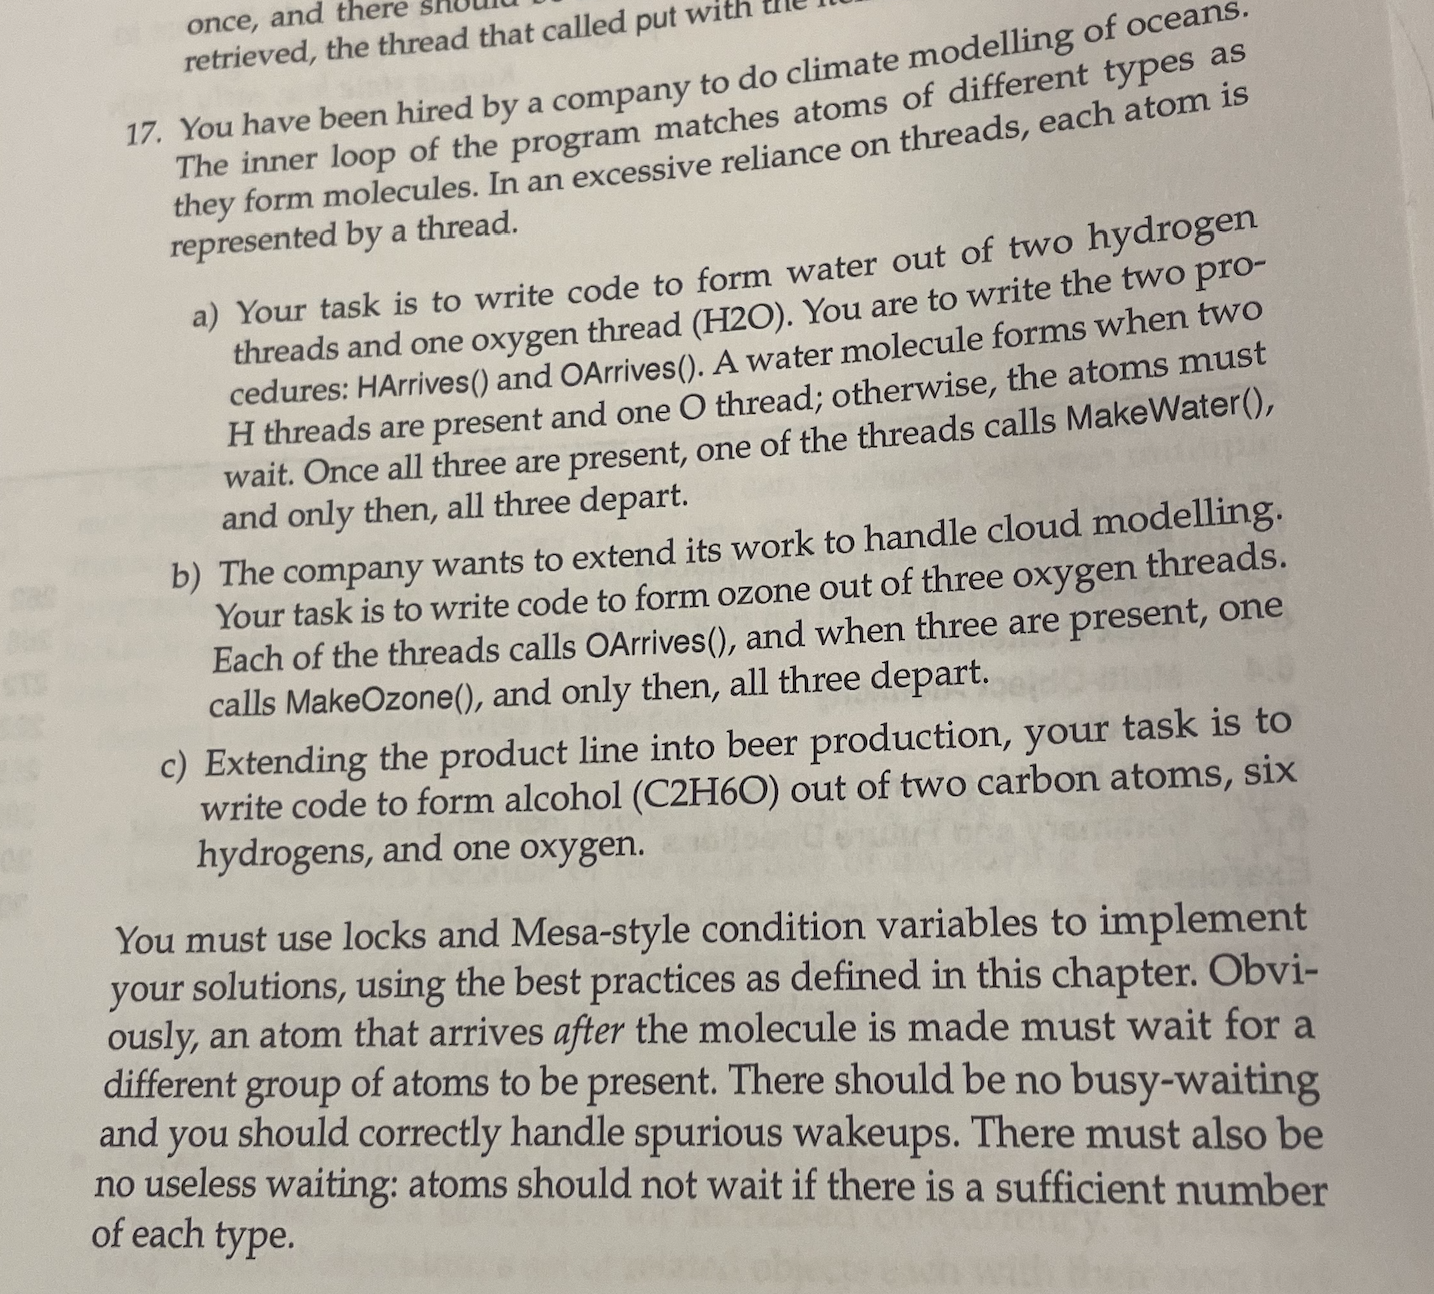 once, and there should
retrieved, the thread that called put with the
17. You have been hired by a company to do climate modelling of oceans.
The inner loop of the program matches atoms of different types as
they form molecules. In an excessive reliance on threads, each atom is
represented by a thread.
a) Your task is to write code to form water out of two hydrogen
threads and one oxygen thread (H2O). You are to write the two pro-
cedures: HArrives() and OArrives(). A water molecule forms when two
H threads are present and one O thread; otherwise, the atoms must
wait. Once all three are present, one of the threads calls MakeWater(),
and only then, all three depart.
b) The company wants to extend its work to handle cloud modelling.
Your task is to write code to form ozone out of three oxygen threads.
Each of the threads calls OArrives(), and when three are present, one
calls MakeOzone(), and only then, all three depart.
c) Extending the product line into beer production, your task is to
write code to form alcohol (C2H6O) out of two carbon atoms, six
hydrogens, and one oxygen.
You must use locks and Mesa-style condition variables to implement
your solutions, using the best practices as defined in this chapter. Obvi-
ously, an atom that arrives after the molecule is made must wait for a
different group of atoms to be present. There should be no busy-waiting
and you should correctly handle spurious wakeups. There must also be
no useless waiting: atoms should not wait if there is a sufficient number
of each type.